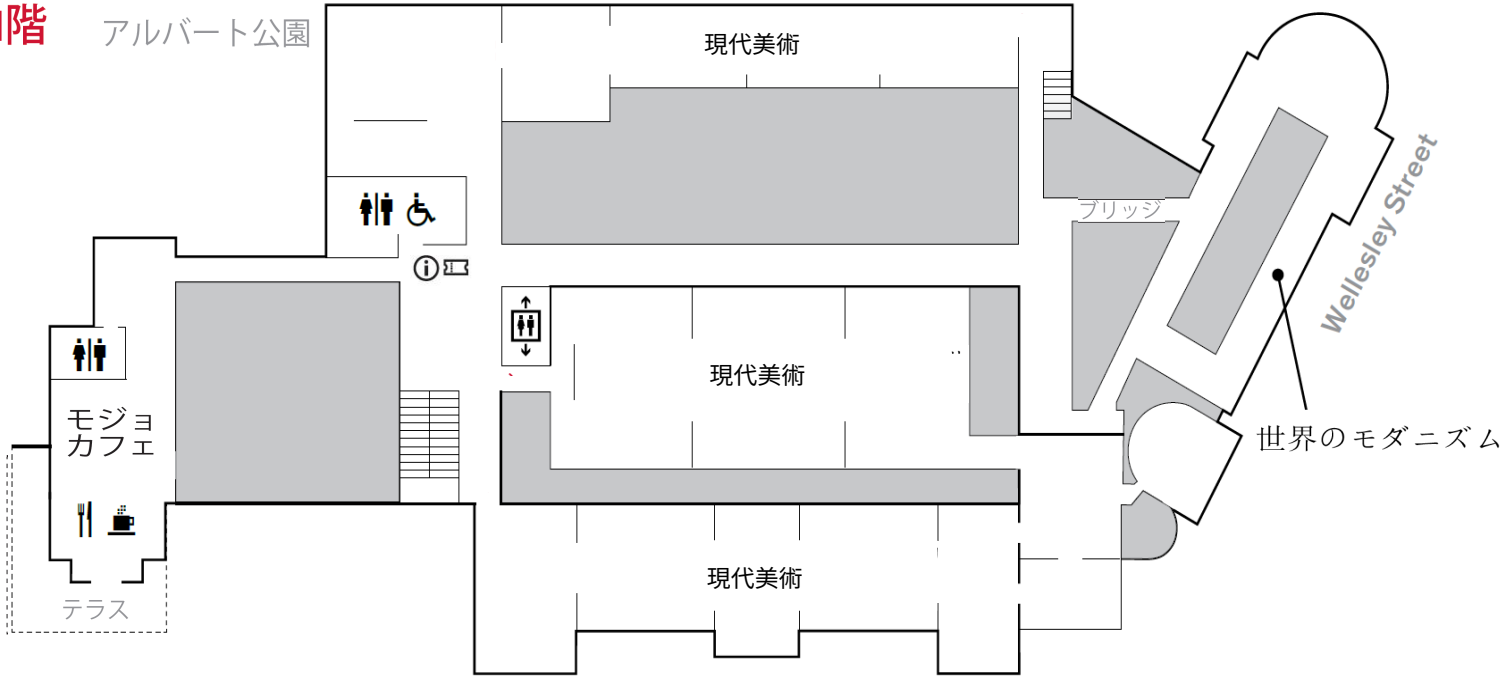 階
アルバート公園
現代美術
ブリッジ
Wellesley Street
現代美術
モジョ
カフェ
世界のモダニズム
現代美術
テラス